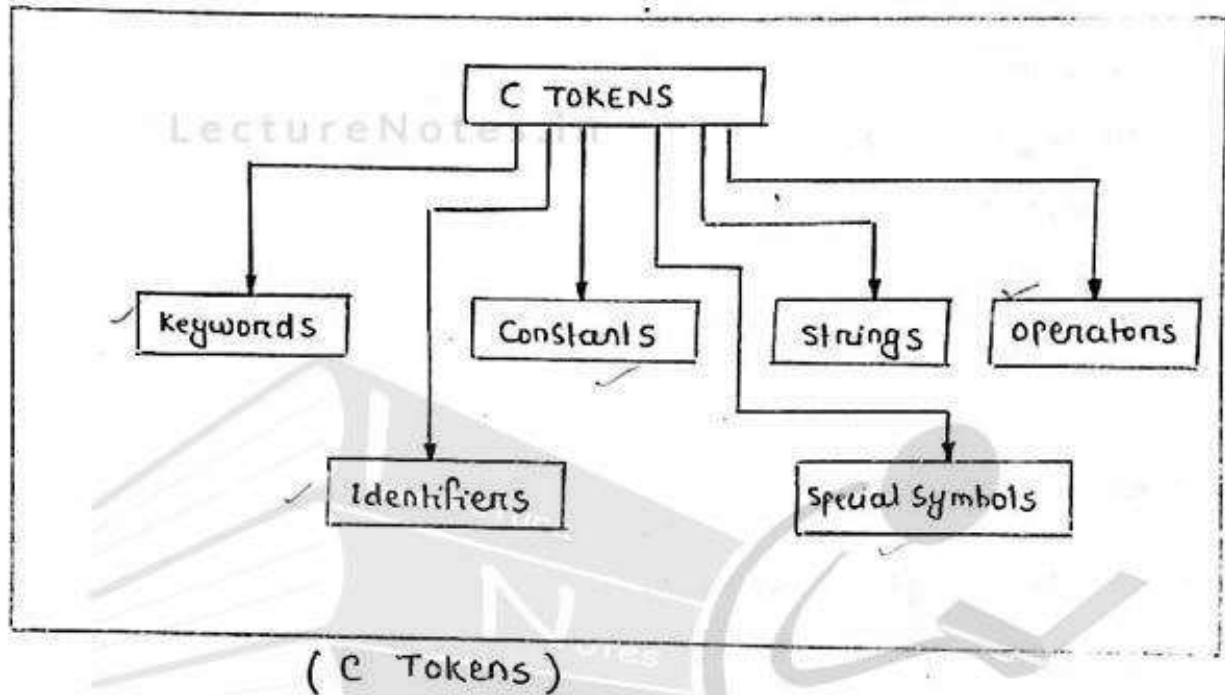 C TOKENS
LectureNotes.in
Keywords
Constants
Strings
Operators
Identifiers
Special Symbols
( C Tokens )